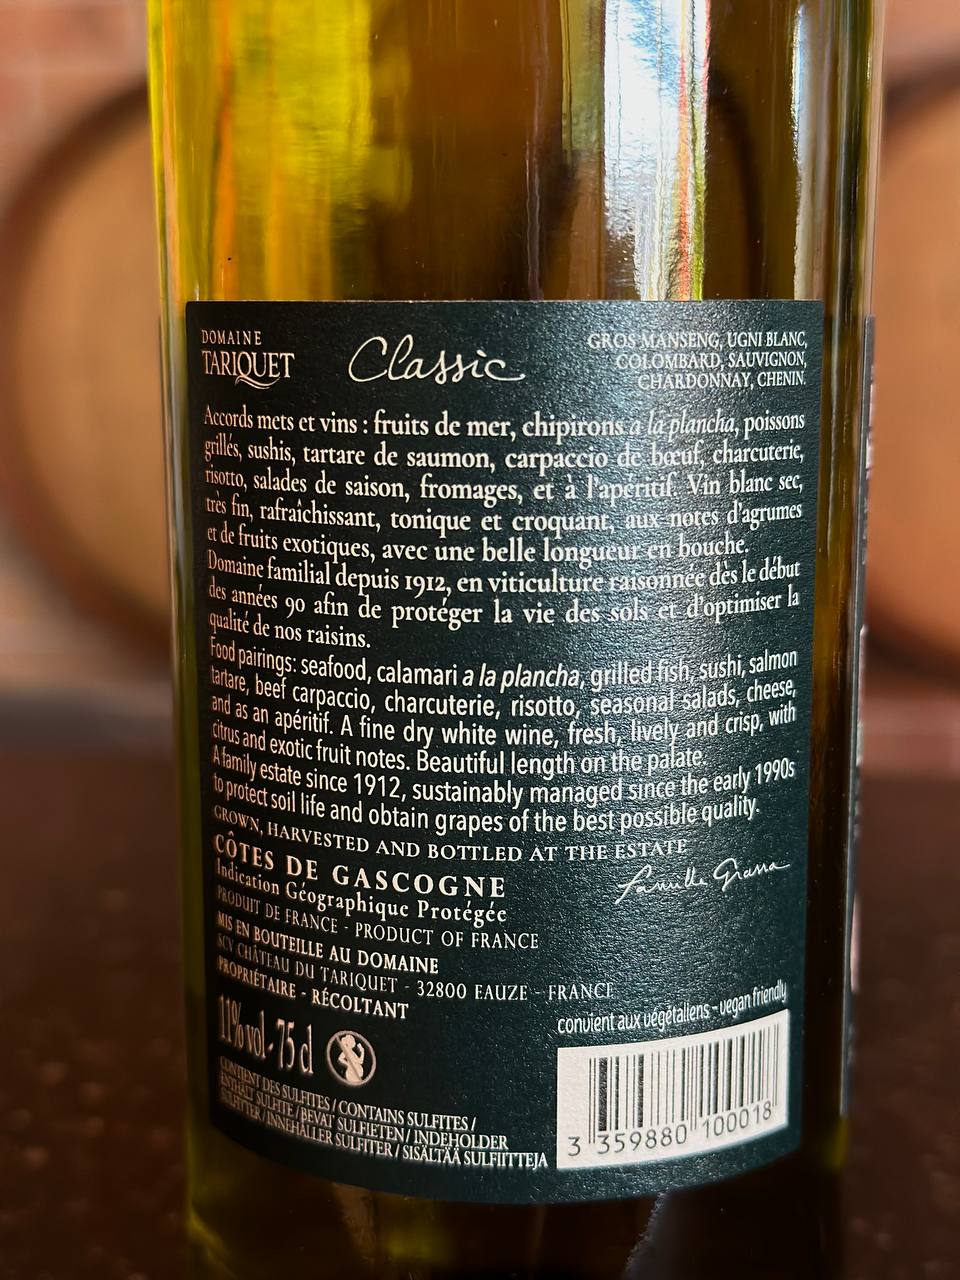 DOMAINE
TARIQUET
Classic
GROS MANSENG, UGNI BLANC,
COLOMBARD, SAUVIGNON,
CHARDONNAY, CHENIN.
Accords mets et vins : fruits de mer, chipirons a la plancha, poissons
grillés, sushis, tartare de saumon, carpaccio de bœuf, charcuterie,
risotto, salades de saison, fromages, et à l'apéritif. Vin blanc sec,
très fin, rafraîchissant, tonique et croquant, aux notes d'agrumes
et de fruits exotiques, avec une belle longueur en bouche.
Domaine familial depuis 1912, en viticulture raisonnée dès le début
des années 90 afin de protéger la vie des sols et d'optimiser la
qualité de nos raisins.
Food pairings: seafood, calamari a la plancha, grilled fish, sushi, salmon
tartare, beef carpaccio, charcuterie, risotto, seasonal salads, cheese,
and as an apéritif. A fine dry white wine, fresh, lively and crisp, with
citrus and exotic fruit notes. Beautiful length on the palate.
A family estate since 1912, sustainably managed since the early 1990s
to protect soil life and obtain grapes of the best possible quality.
GROWN, HARVESTED AND BOTTLED AT THE ESTATE
CÔTES DE GASCOGNE
Famille Grassa
Indication Géographique Protégée
PRODUIT DE FRANCE - PRODUCT OF FRANCE
MIS EN BOUTEILLE AU DOMAINE
SCV CHÂTEAU DU TARIQUET - 32800 EAUZE - FRANCE
PROPRIÉTAIRE - RÉCOLTANT
convient aux végétaliens - vegan friendly
11% vol - 75 cl
CONTIENT DES SULFITES / CONTAINS SULFITES /
ENTHÄLT SULFITE / BEVAT SULFIETEN / INDEHOLDER
SULFITTER / INNEHÅLLER SULFITER / SISÄLTÄÄ SULFIITTEJA
3 359880 100018